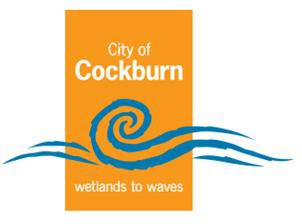 City of
Cockburn
wetlands to waves